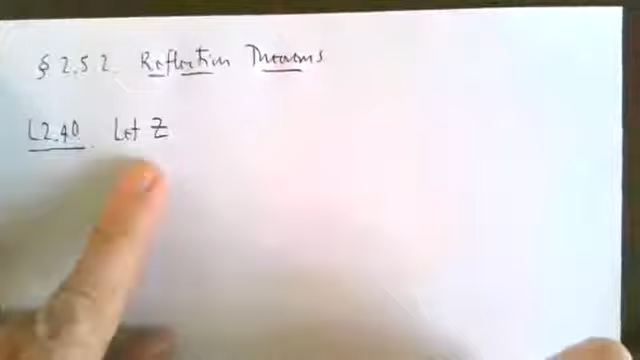 § 2.5.2. Reflection Theorems
L2.40. Let Z